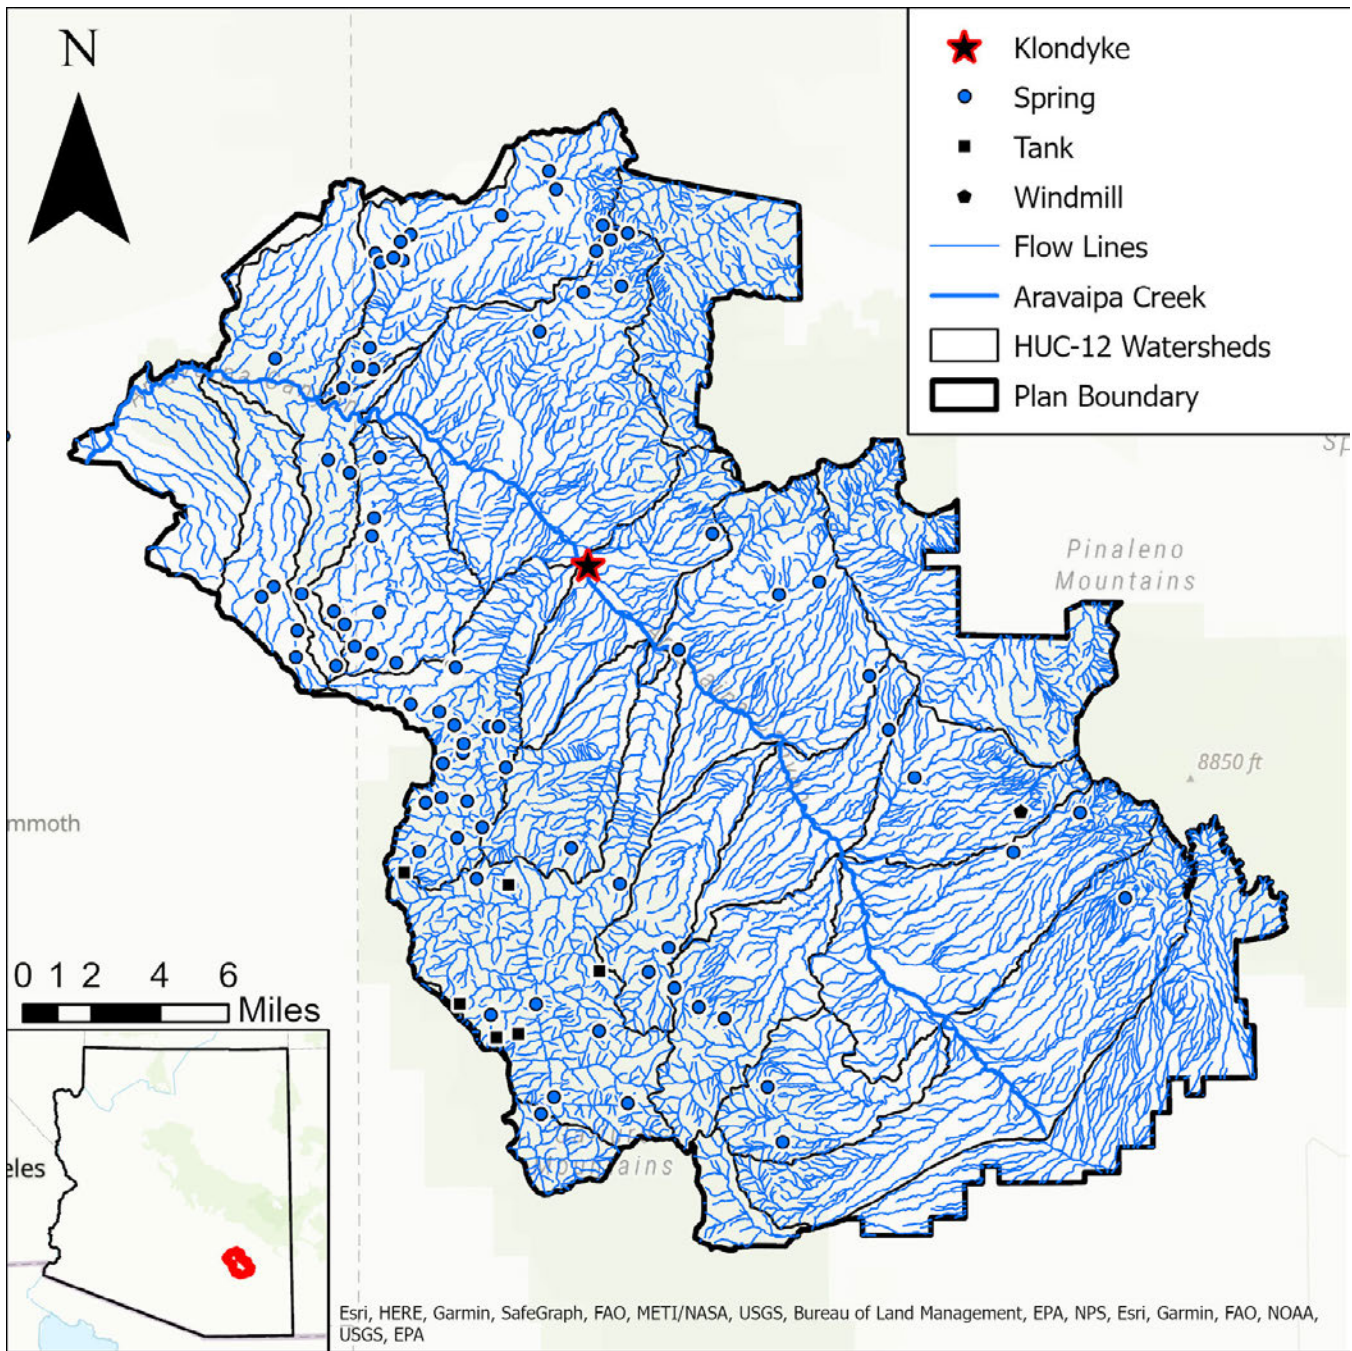 N
Klondyke
Spring
Tank
Windmill
Flow Lines
Aravaipa Creek
HUC-12 Watersheds
Plan Boundary
Sp
Pinaleno
Mountains
8850 ft
mmoth
0 1 2 4 6
Miles
Mountains
eles
Esri, HERE, Garmin, SafeGraph, FAO, METI/NASA, USGS, Bureau of Land Management, EPA, NPS, Esri, Garmin, FAO, NOAA,
USGS, EPA